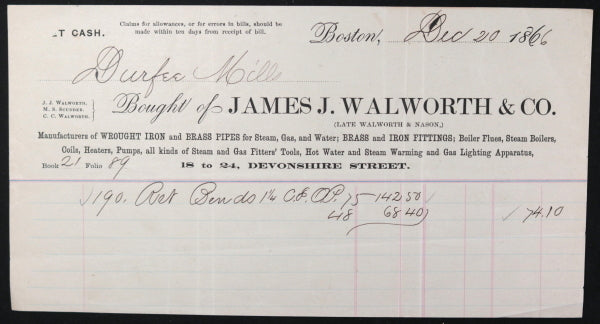 T CASH.
Claims for allowances, or for errors in bills, should be
made within ten days from receipt of bill.
Boston, Dec 20 1866
Durfee Mills
J. J. WALWORTH,
M. S. SCUDDER,
C. C. WALWORTH.
Bought of JAMES J. WALWORTH & CO.
(LATE WALWORTH & NASON,)
Manufacturers of WROUGHT IRON and BRASS PIPES for Steam, Gas, and Water; BRASS and IRON FITTINGS; Boiler Flues, Steam Boilers,
Coils, Heaters, Pumps, all kinds of Steam and Gas Fitters' Tools, Hot Water and Steam Warming and Gas Lighting Apparatus,
Book 21 Folio 89
18 to 24, DEVONSHIRE STREET.
190. Ret Bends 1¼ 75 142.50
48 68.40 74.10